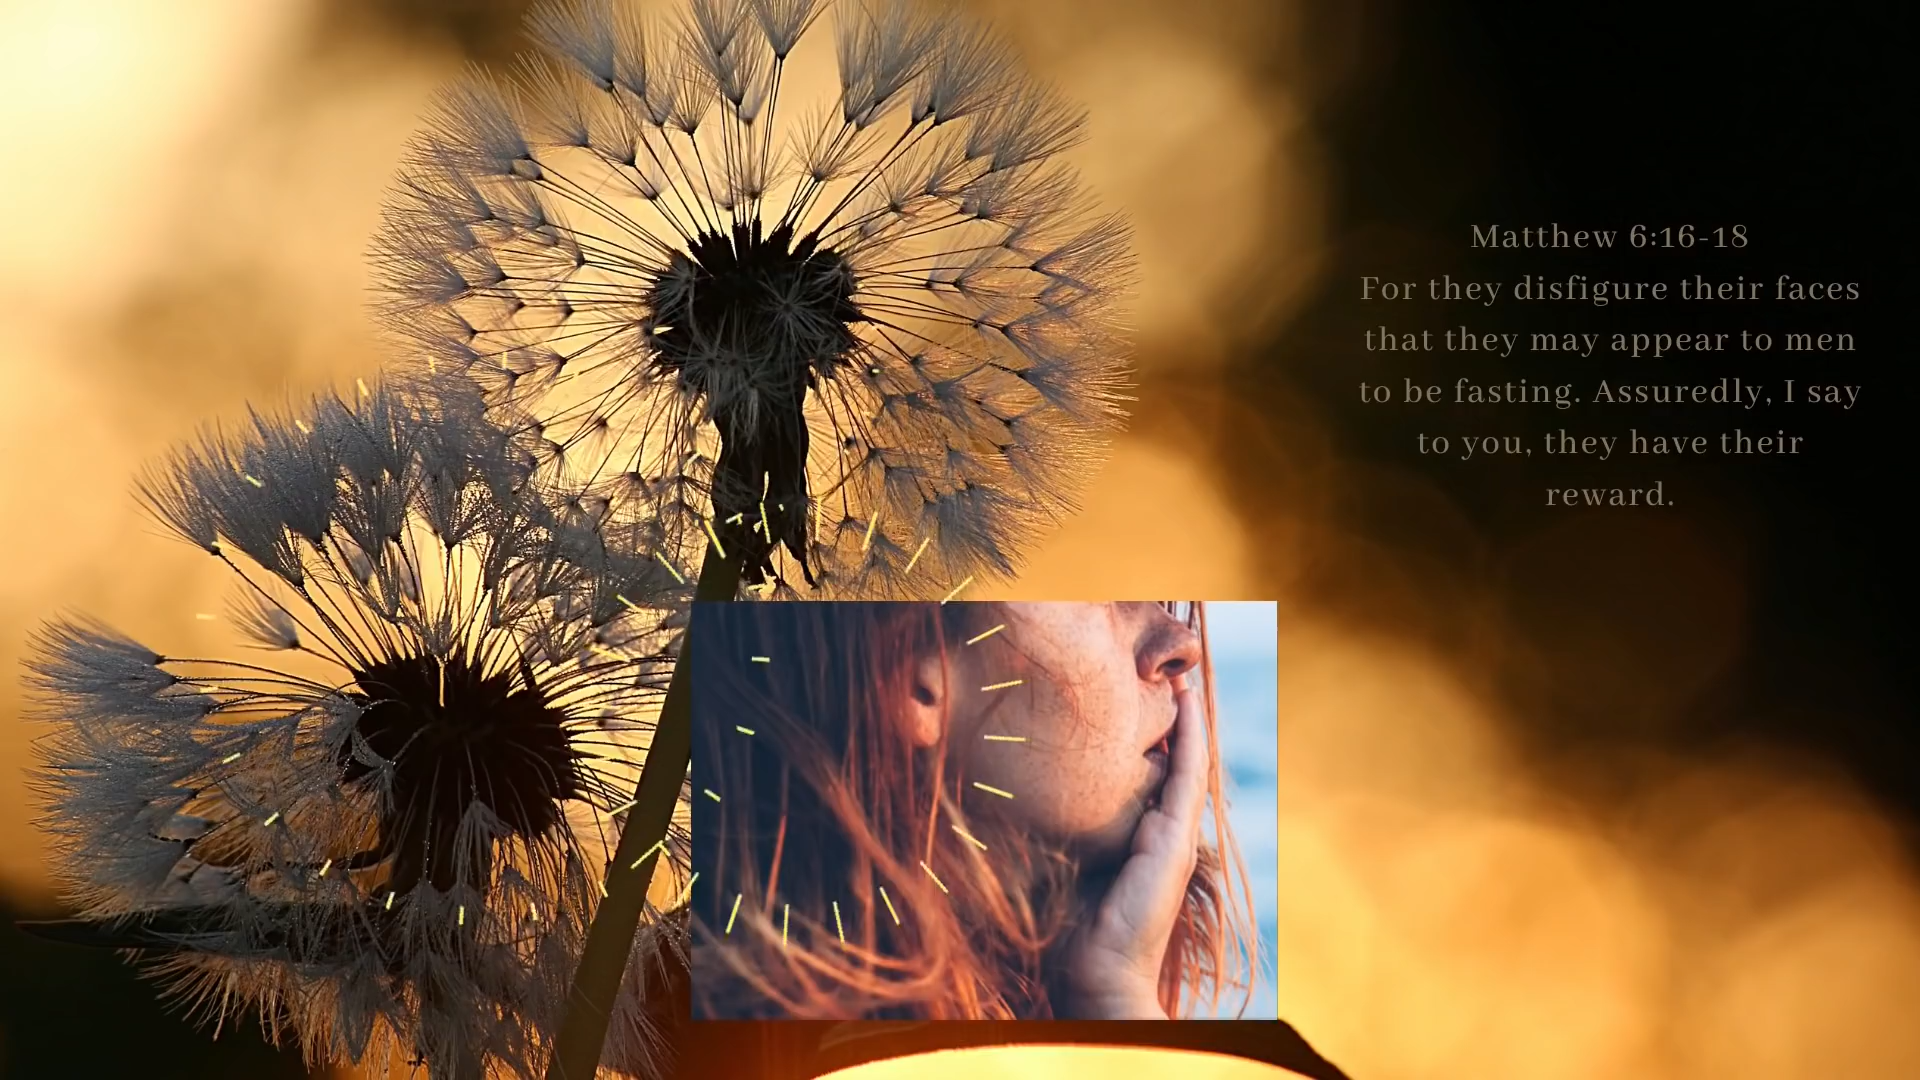 Matthew 6:16-18
For they disfigure their faces
that they may appear to men
to be fasting. Assuredly, I say
to you, they have their
reward.